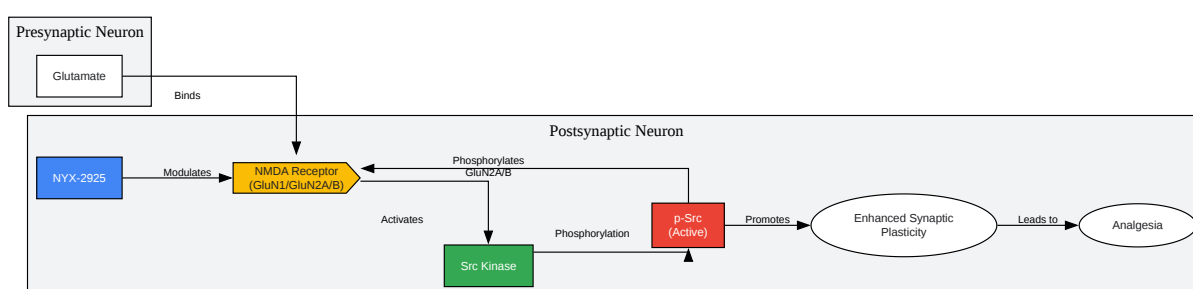 Presynaptic Neuron
Glutamate
Binds
Postsynaptic Neuron
NYX-2925
Modulates
NMDA Receptor
(GluN1/GluN2A/B)
Phosphorylates
GluN2A/B
Activates
Src Kinase
Phosphorylation
p-Src
(Active)
Promotes
Enhanced Synaptic
Plasticity
Leads to
Analgesia